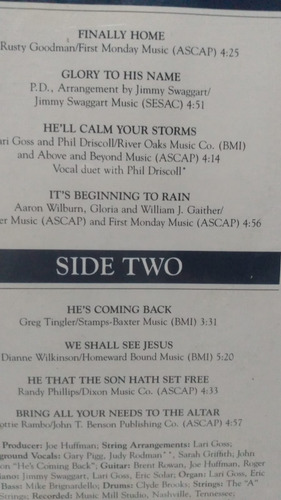 FINALLY HOME
Rusty Goodman/First Monday Music (ASCAP) 4:25
GLORY TO HIS NAME
P.D., Arrangement by Jimmy Swaggart/
Jimmy Swaggart Music (SESAC) 4:51
HE'LL CALM YOUR STORMS
ari Goss and Phil Driscoll/River Oaks Music Co. (BMI)
and Above and Beyond Music (ASCAP) 4:14
Vocal duet with Phil Driscoll*
IT'S BEGINNING TO RAIN
Aaron Wilburn, Gloria and William J. Gaither/
er Music (ASCAP) and First Monday Music (ASCAP) 4:56
SIDE TWO
HE'S COMING BACK
Greg Tingler/Stamps-Baxter Music (BMI) 3:31
WE SHALL SEE JESUS
Dianne Wilkinson/Homeward Bound Music (BMI) 5:20
HE THAT THE SON HATH SET FREE
Randy Phillips/Dixon Music Co. (ASCAP) 4:33
BRING ALL YOUR NEEDS TO THE ALTAR
ottie Rambo/John T. Benson Publishing Co. (ASCAP) 4:57
Producer: Joe Huffman; String Arrangements: Lari Goss;
ground Vocals: Gary Pigg, Judy Rodman*, Sarah Griffith; John
on "He's Coming Back"; Guitar: Brent Rowan, Joe Huffman, Roger
iano: Jimmy Swaggart, Lari Goss, Eric Solar; Organ: Lari Goss, Eric
Bass: Mike Brignardello; Drums: Clyde Brooks; Strings: The "A"
Strings; Recorded: Music Mill Studio, Nashville, Tennessee;